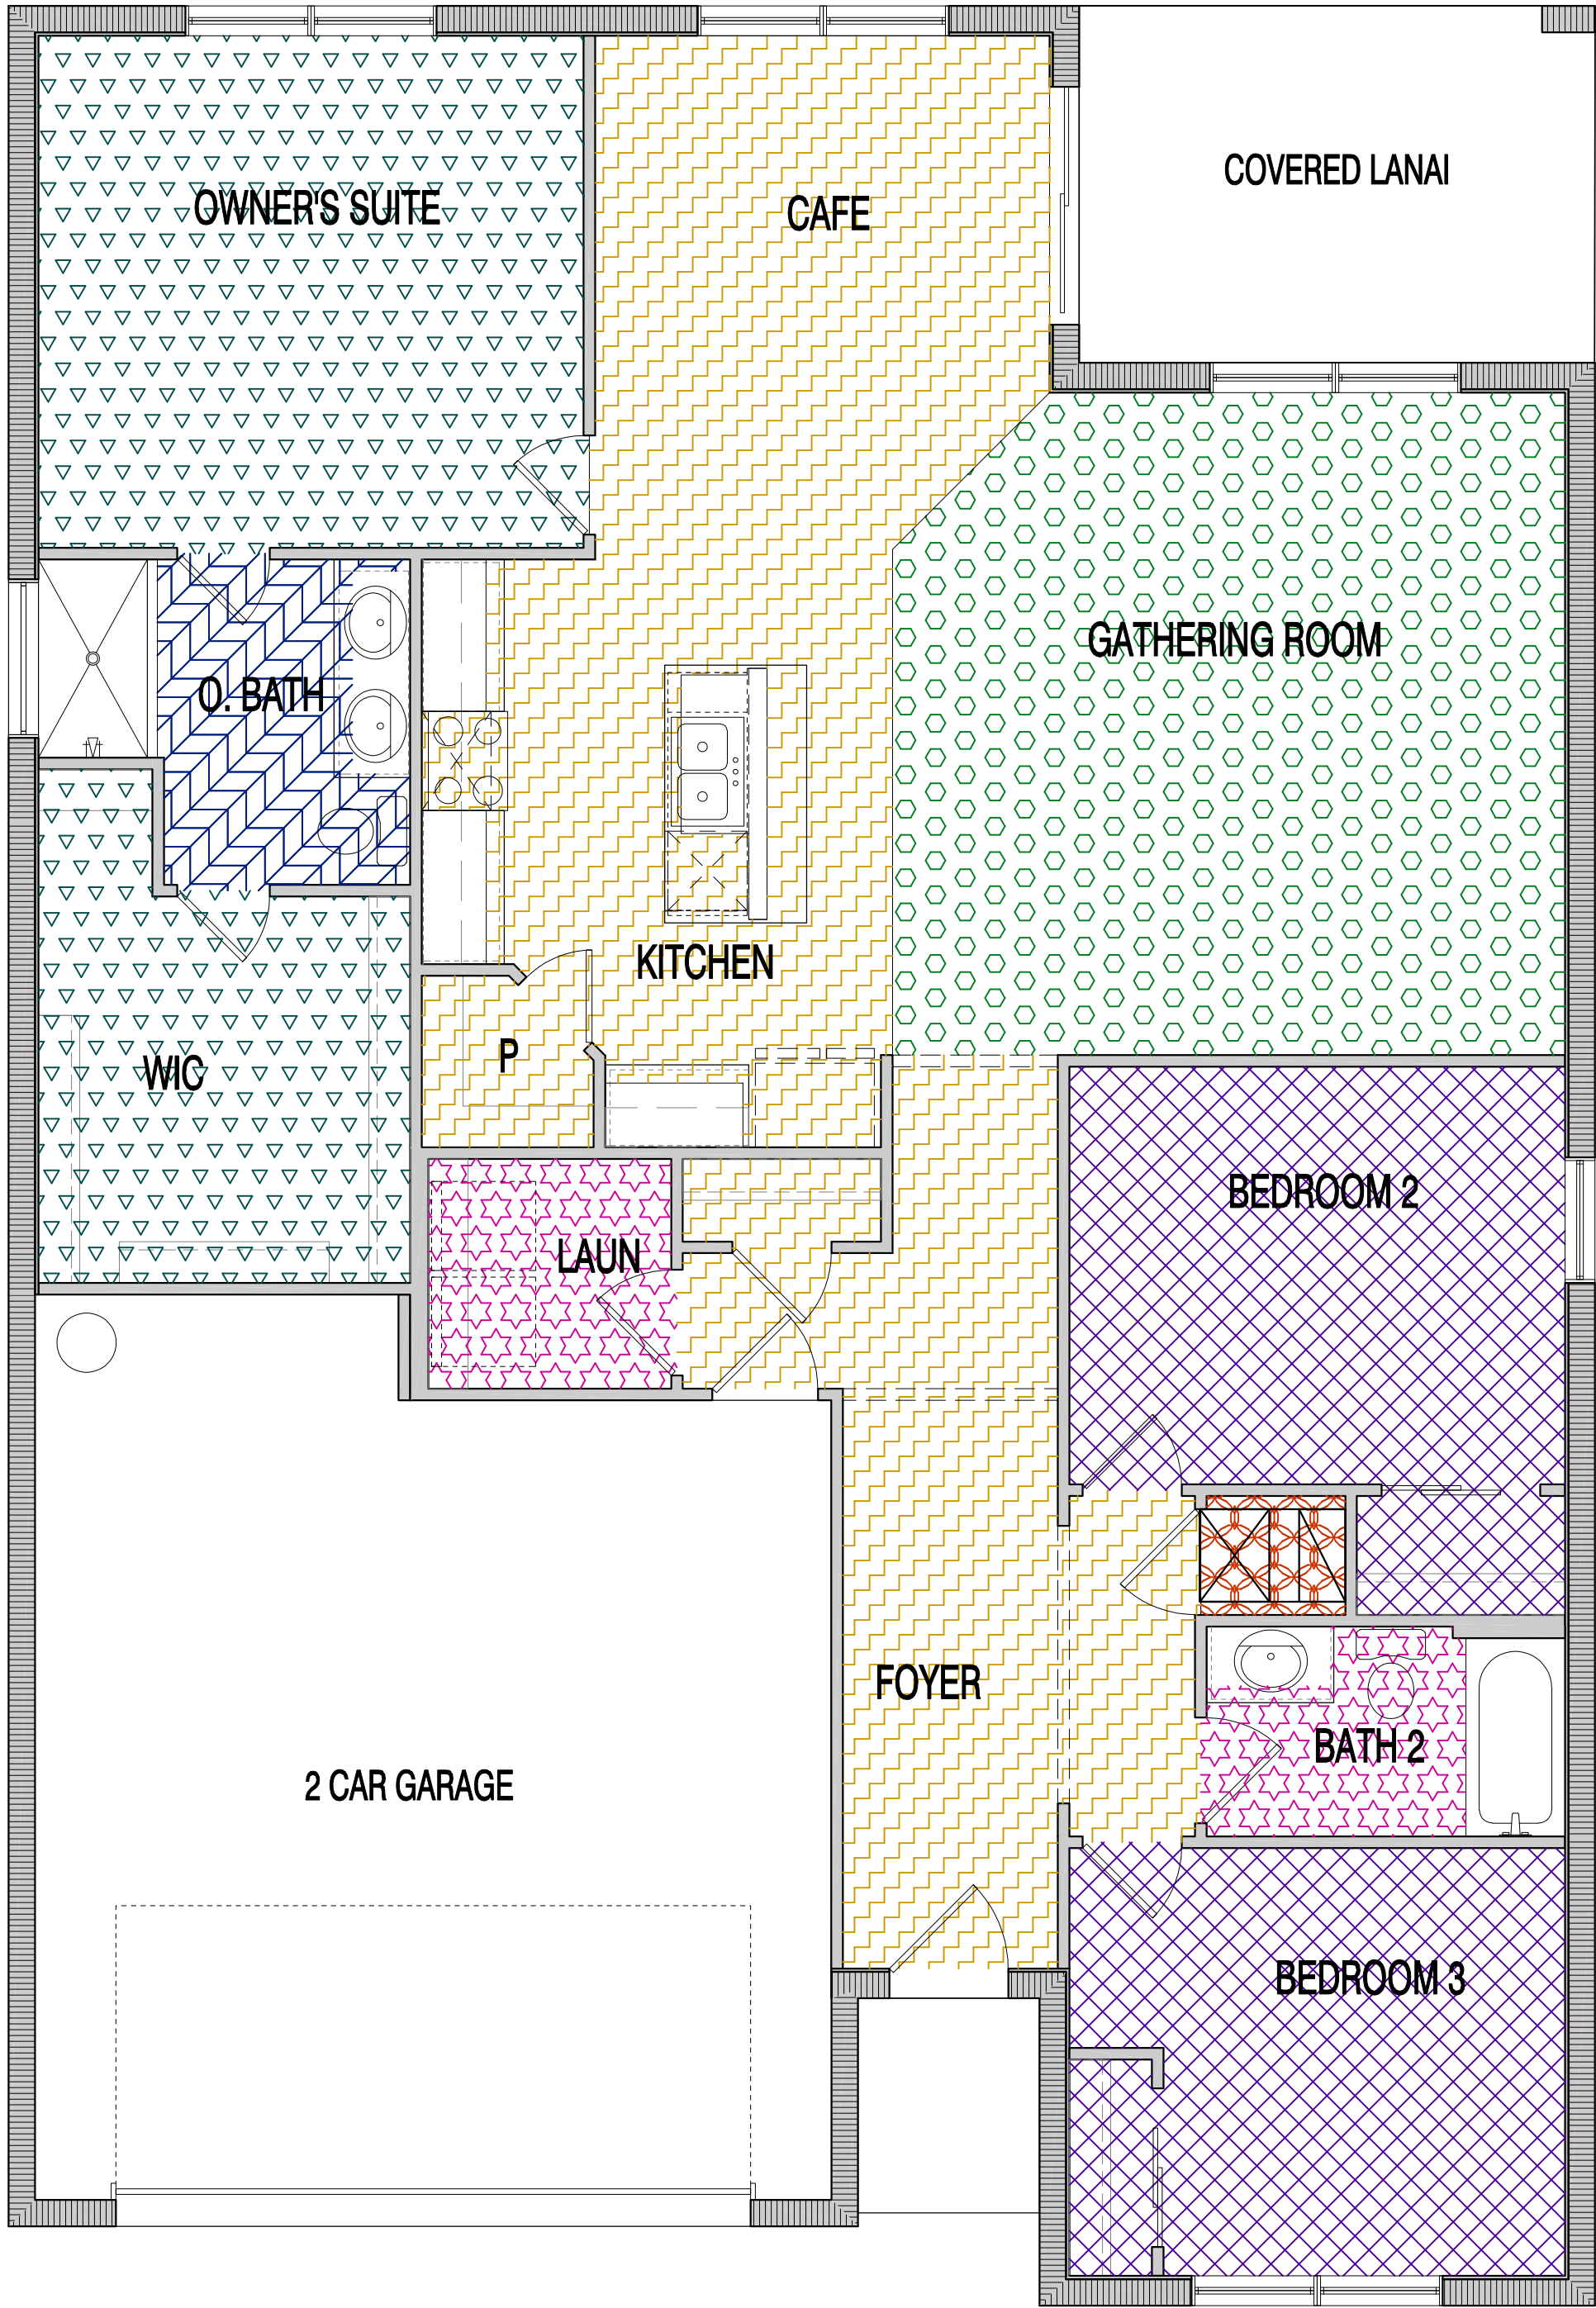 COVERED LANAI
OWNER'S SUITE
CAFE
GATHERING ROOM
O. BATH
KITCHEN
P
WIC
BEDROOM 2
LAUN
FOYER
BATH 2
2 CAR GARAGE
BEDROOM 3